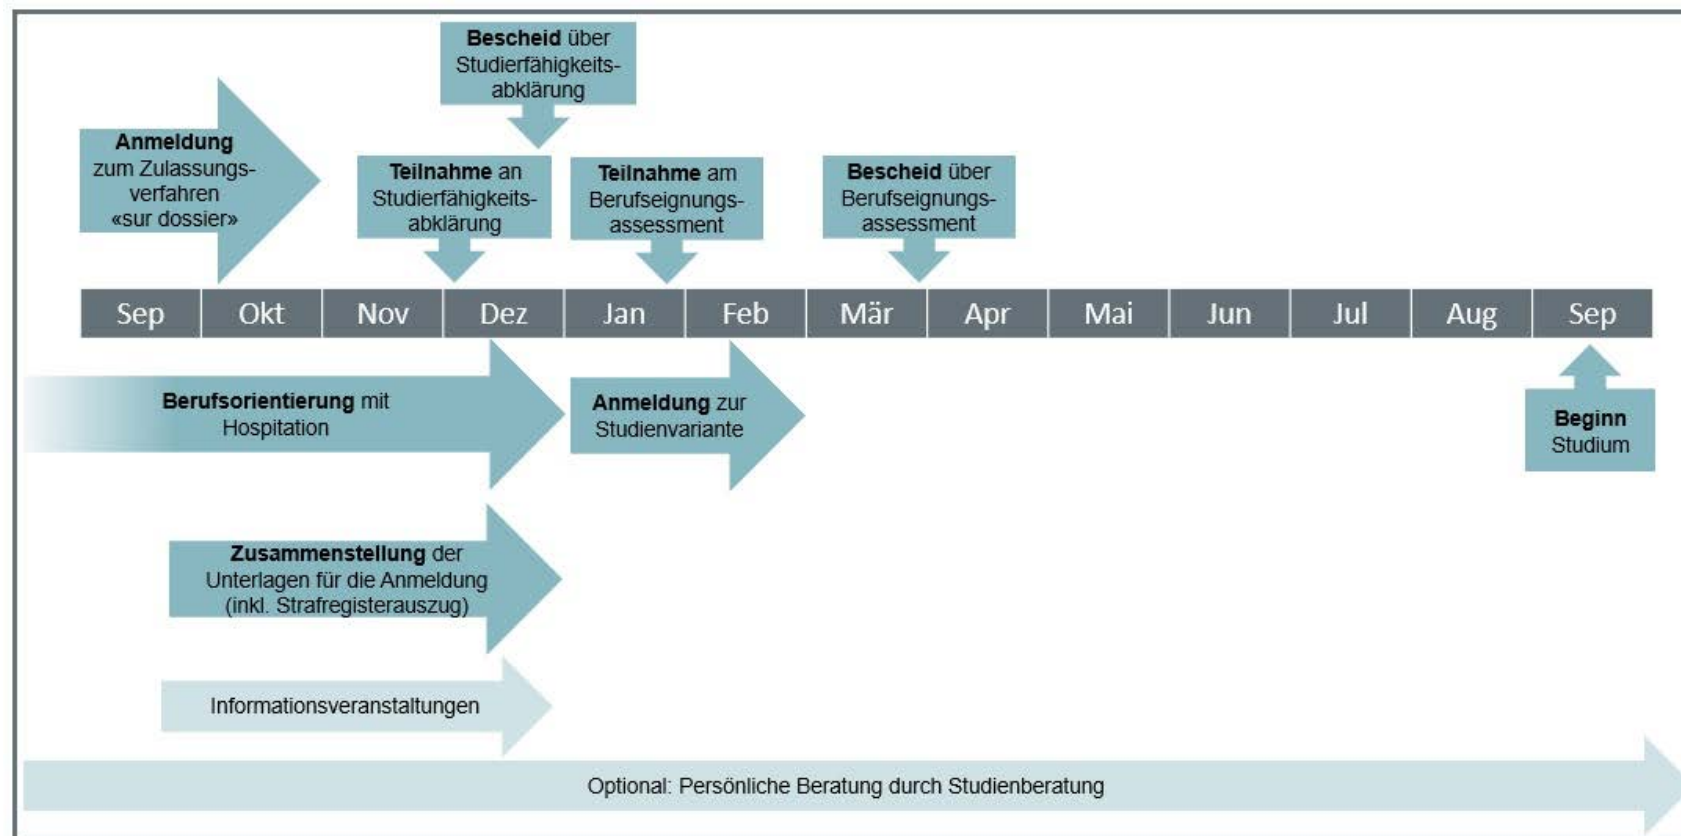 Bescheid über
Studierfähigkeits-
abklärung
Anmeldung
zum Zulassungs-
verfahren
«sur dossier»
Teilnahme an
Studierfähigkeits-
abklärung
Teilnahme am
Berufseignungs-
assessment
Bescheid über
Berufseignungs-
assessment
Sep Okt Nov Dez Jan Feb Mär Apr Mai Jun Jul Aug Sep
Berufsorientierung mit
Hospitation
Anmeldung zur
Studienvariante
Beginn
Studium
Zusammenstellung der
Unterlagen für die Anmeldung
(inkl. Strafregisterauszug)
Informationsveranstaltungen
Optional: Persönliche Beratung durch Studienberatung